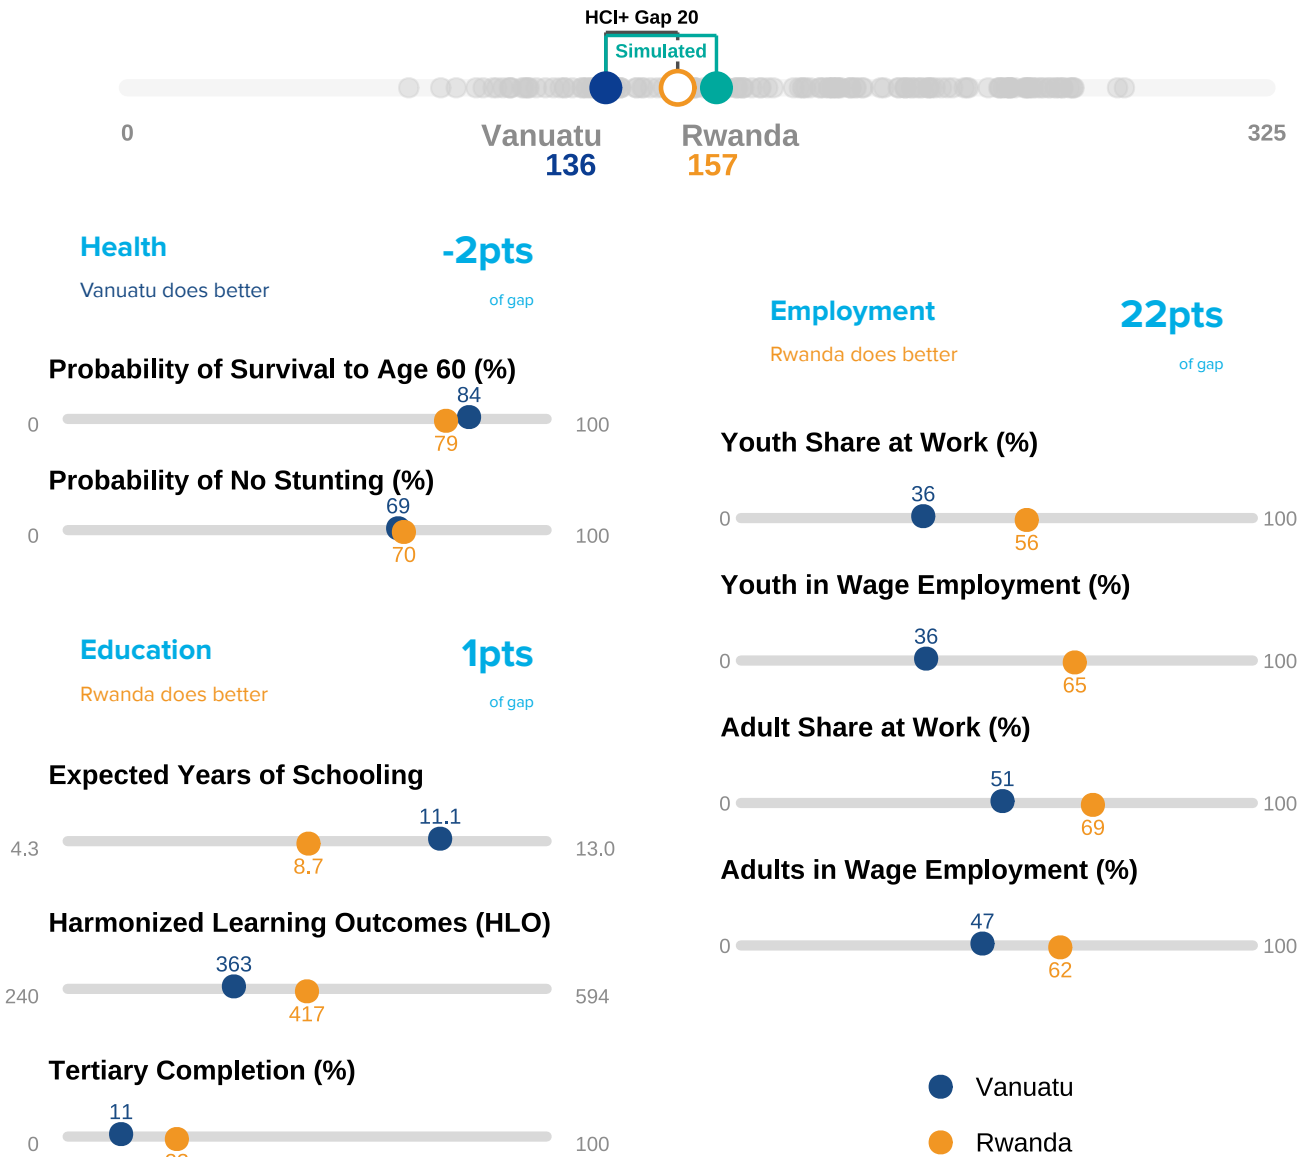 HCI+ Gap 20
Simulated
0
325
Vanuatu
136
Rwanda
157
Health
-2pts
Vanuatu does better
of gap
Probability of Survival to Age 60 (%)
84
0
100
79
Probability of No Stunting (%)
69
0
100
70
Education
1pts
Rwanda does better
of gap
Expected Years of Schooling
11.1
4.3
13.0
8.7
Harmonized Learning Outcomes (HLO)
363
240
594
417
Tertiary Completion (%)
11
0
100
Employment
22pts
Rwanda does better
of gap
Youth Share at Work (%)
36
0
100
56
Youth in Wage Employment (%)
36
0
100
65
Adult Share at Work (%)
51
0
100
69
Adults in Wage Employment (%)
47
0
100
62
Vanuatu
Rwanda